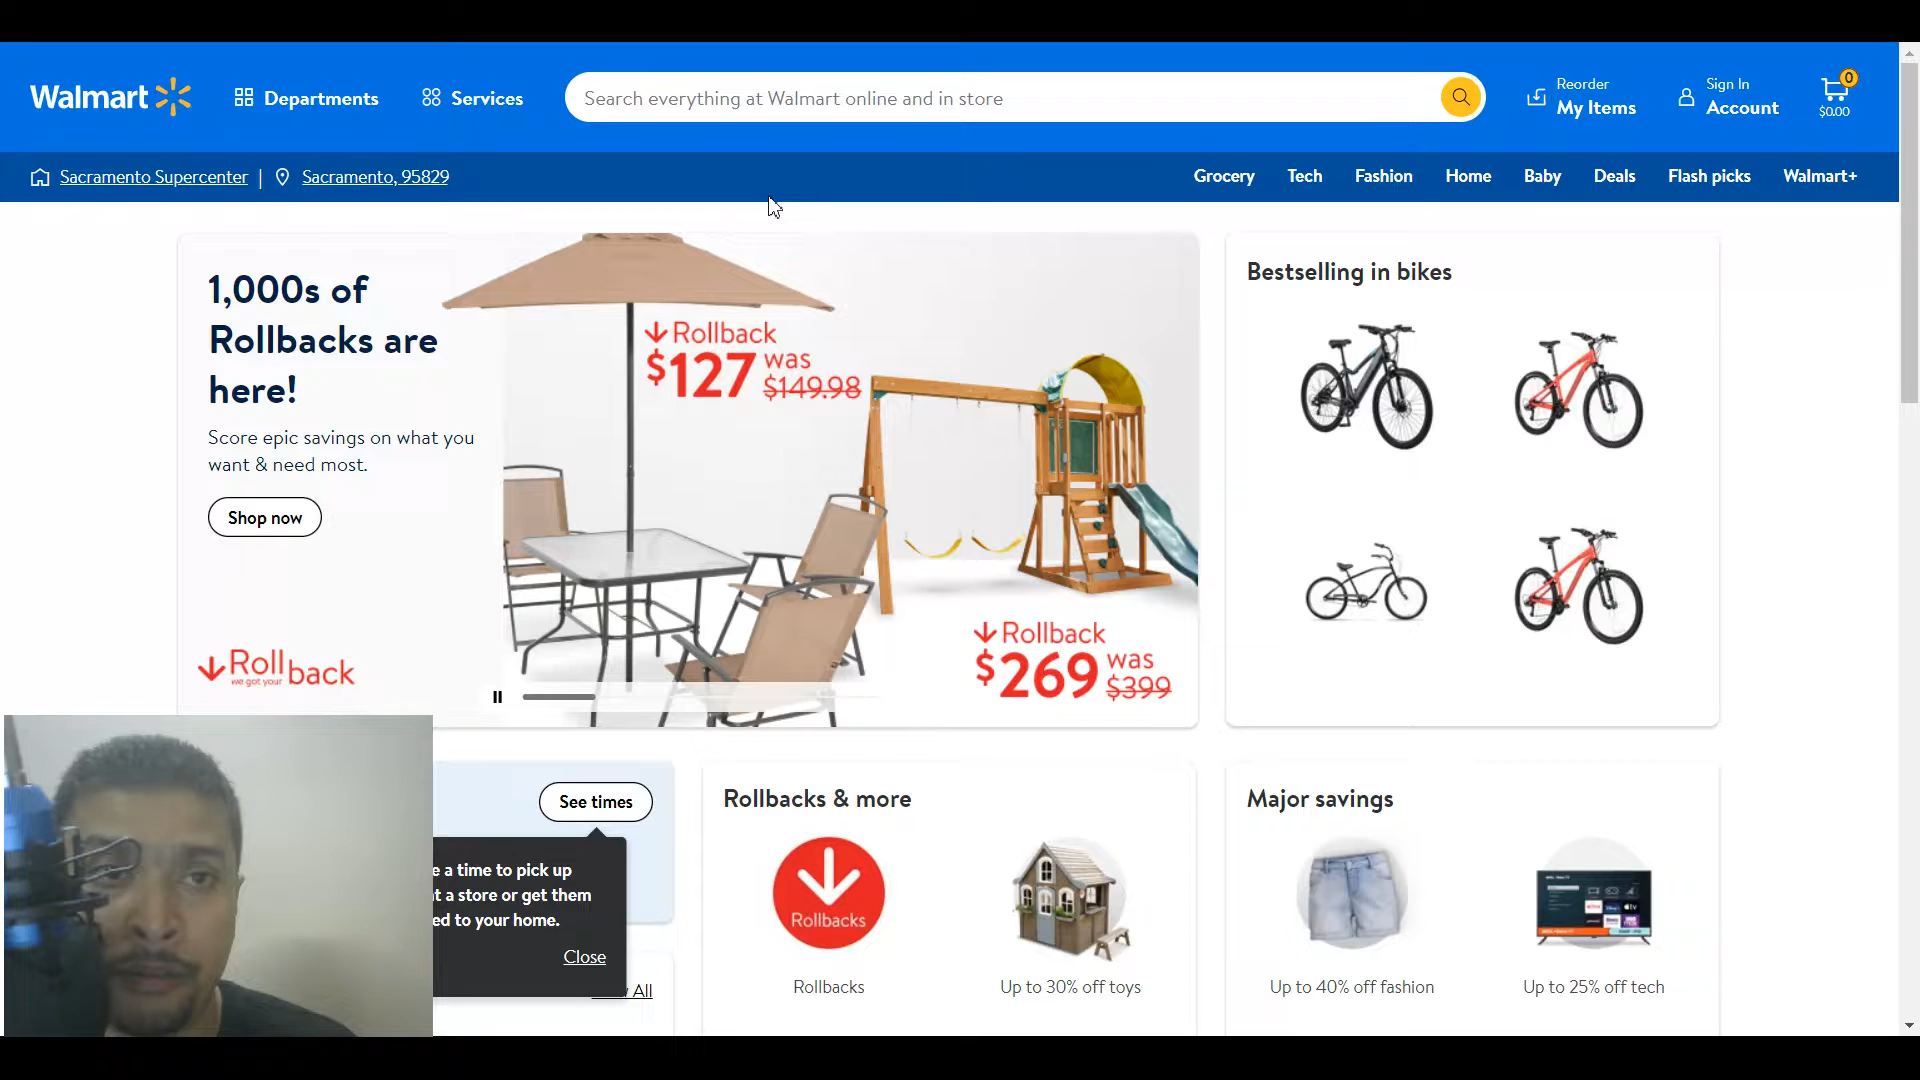 Walmart
Departments
Services
Search everything at Walmart online and in store
Reorder
My Items
Sign In
Account
0
$0.00
Sacramento Supercenter
Sacramento, 95829
Grocery
Tech
Fashion
Home
Baby
Deals
Flash picks
Walmart+
1,000s of
Rollbacks are
here!
Score epic savings on what you
want & need most.
Shop now
Rollback
we got your
Rollback
$127 was
$149.98
Rollback
$269 was
$399
Bestselling in bikes
See times
a time to pick up
a store or get them
to your home.
Close
All
Rollbacks & more
Rollbacks
Rollbacks
Up to 30% off toys
Major savings
Up to 40% off fashion
Up to 25% off tech